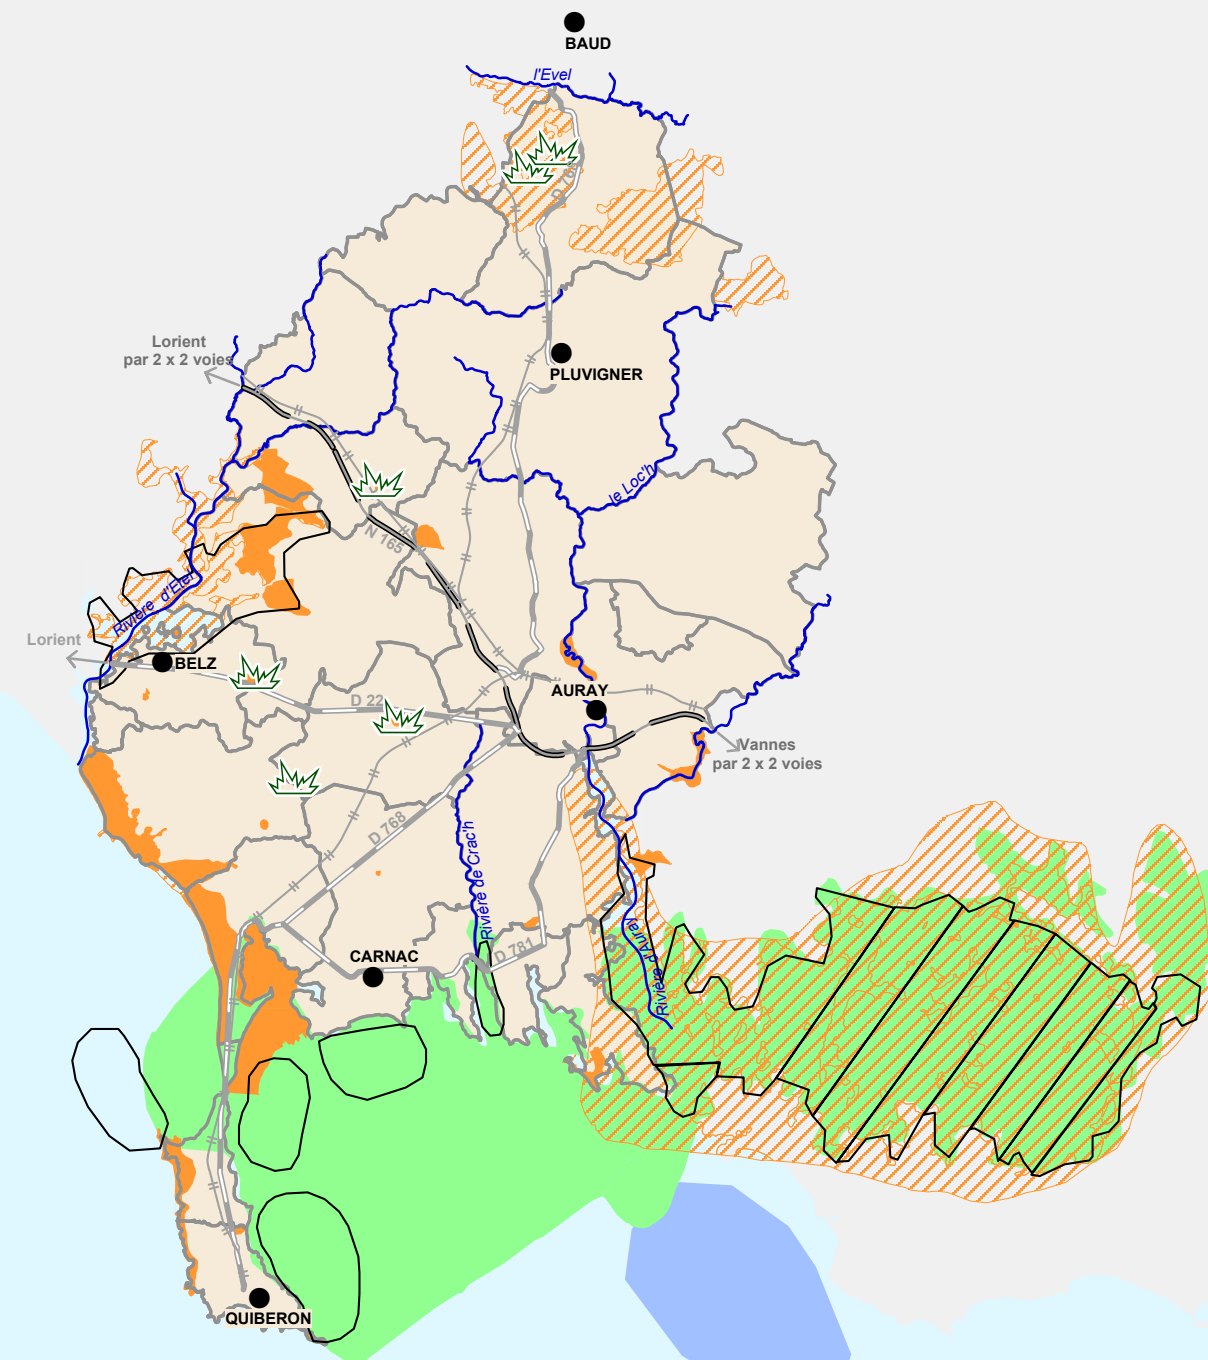 BAUD
l'Evel
Lorient
par 2 x 2 voies
PLUVIGNER
le Loc'h
N 165
Rivière d'Etel
Lorient
BELZ
D 22
AURAY
Vannes
par 2 x 2 voies
D 768
Rivière de Crac'h
Rivière d'Auray
D 781
CARNAC
QUIBERON